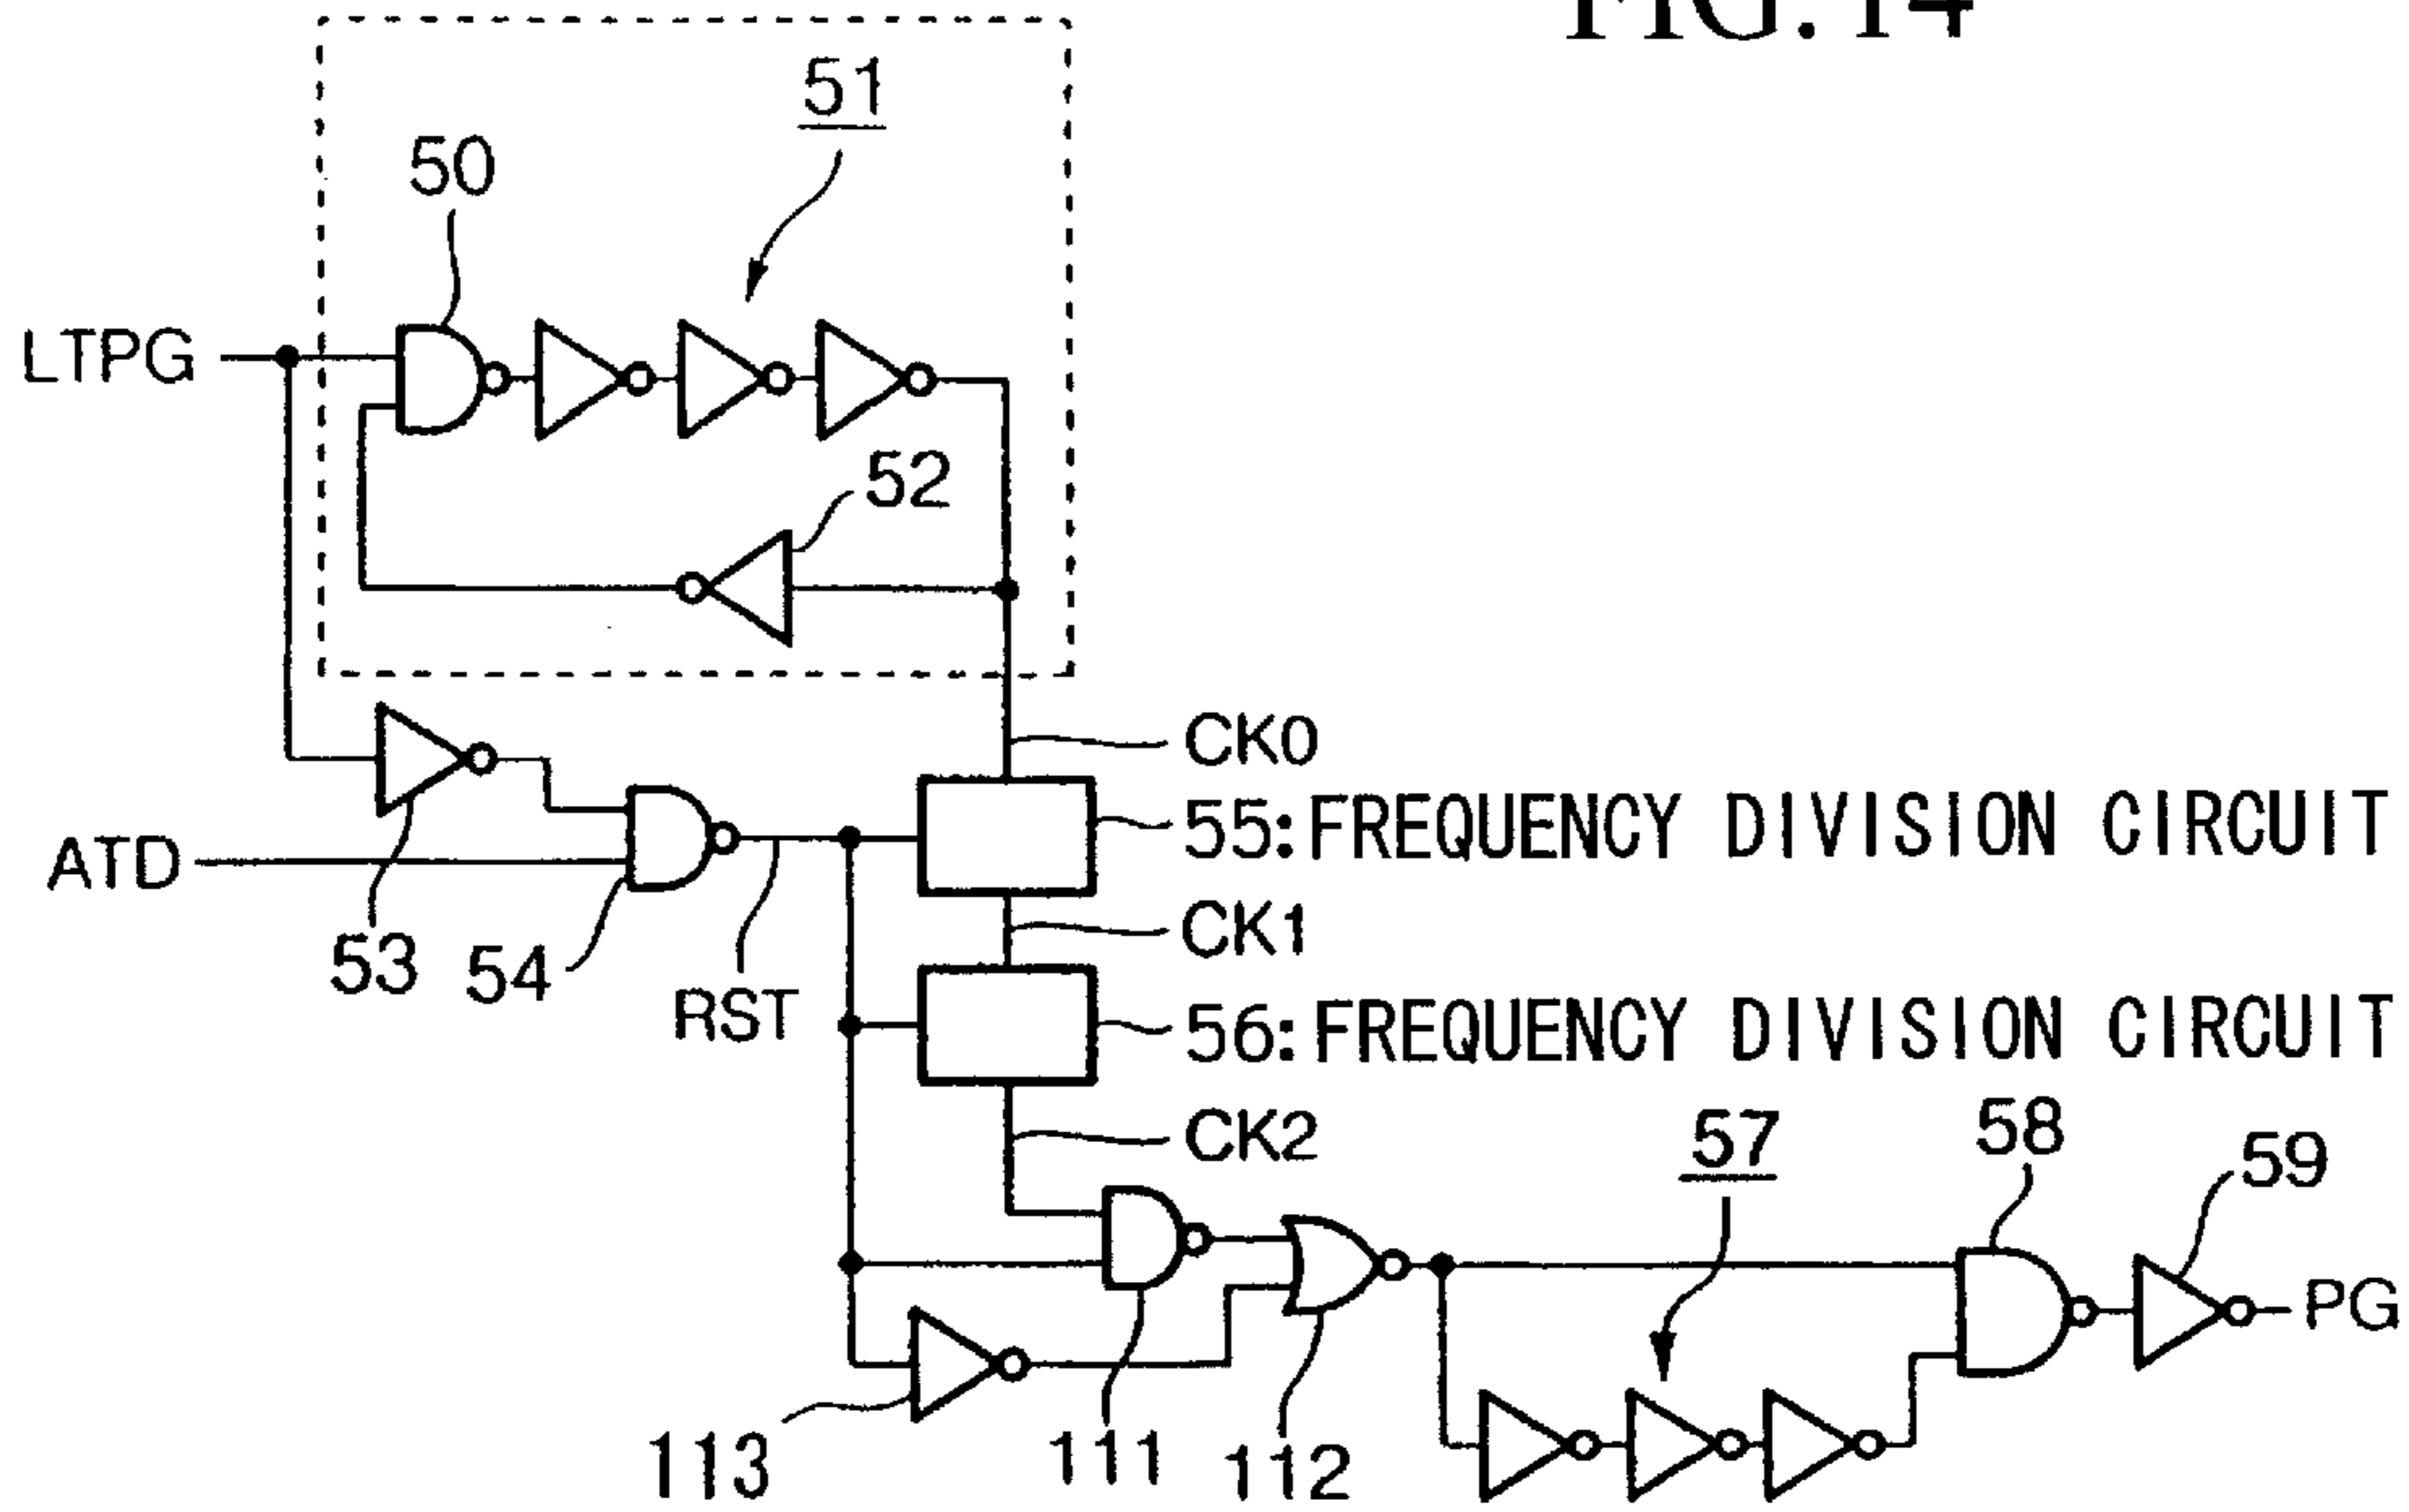 FIG.14
51
50
LTPG
52
CK0
55:FREQUENCY DIVISION CIRCUIT
ATD
CK1
53
54
RST
56:FREQUENCY DIVISION CIRCUIT
CK2
57
58
59
PG
113
111
112